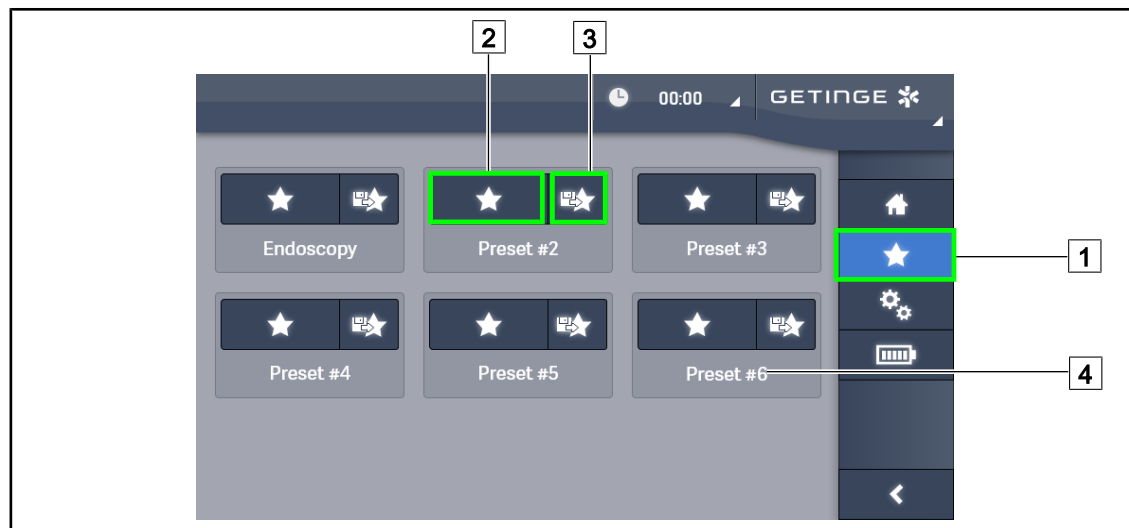 2 3
00:00 GETINGE
Endoscopy Preset #2 Preset #3
1
Preset #4 Preset #5 Preset #6
4